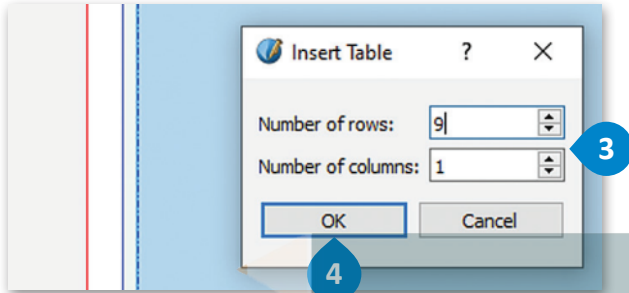 Insert Table ?
Number of rows: 9
3
Number of columns: 1
OK Cancel
4